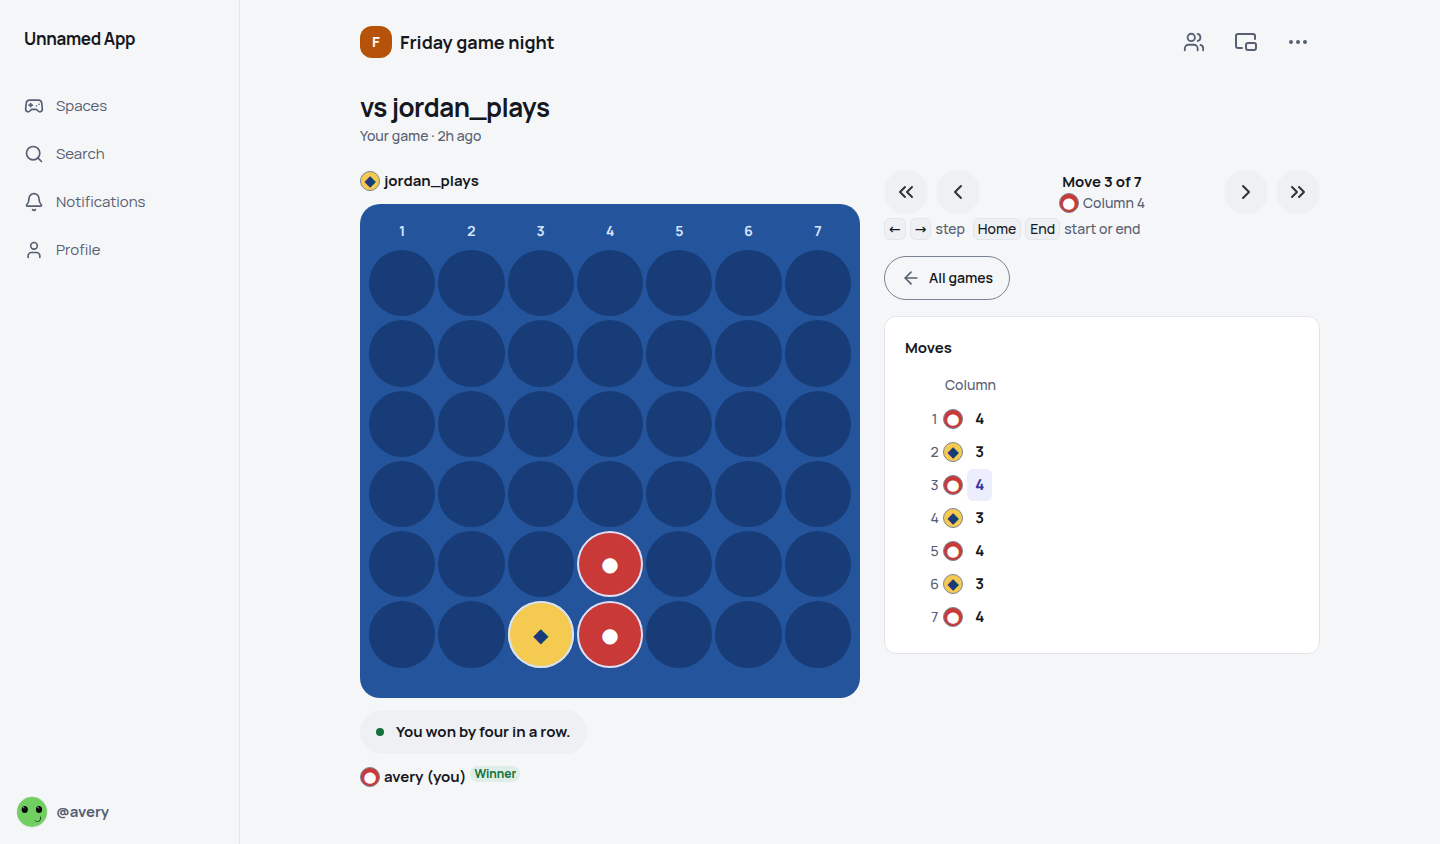 Unnamed App
Spaces
Search
Notifications
Profile
@avery
F Friday game night
vs jordan_plays
Your game · 2h ago
jordan_plays
1 2 3 4 5 6 7
You won by four in a row.
avery (you) Winner
Move 3 of 7
Column 4
← → step Home End start or end
All games
Moves
Column
1 4
2 3
3 4
4 3
5 4
6 3
7 4